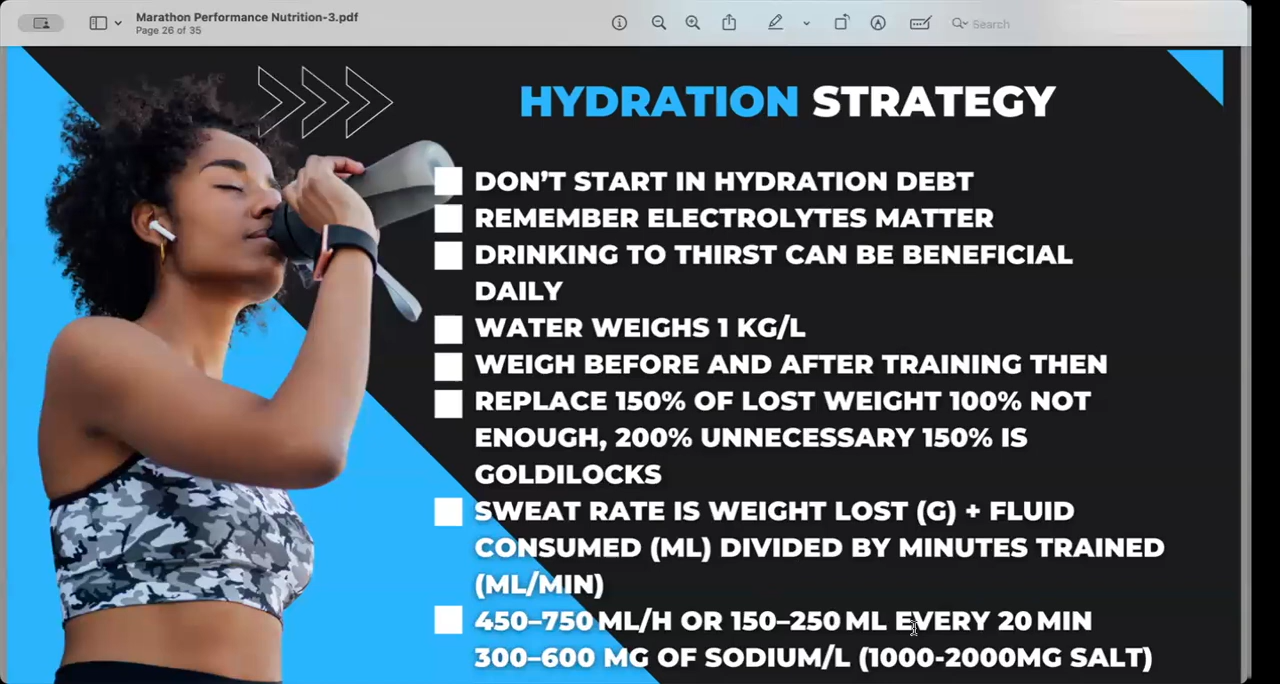 Marathon Performance Nutrition-3.pdf
Page 26 of 35
Search
HYDRATION STRATEGY
DON’T START IN HYDRATION DEBT
REMEMBER ELECTROLYTES MATTER
DRINKING TO THIRST CAN BE BENEFICIAL
DAILY
WATER WEIGHS 1 KG/L
WEIGH BEFORE AND AFTER TRAINING THEN
REPLACE 150% OF LOST WEIGHT 100% NOT
ENOUGH, 200% UNNECESSARY 150% IS
GOLDILOCKS
SWEAT RATE IS WEIGHT LOST (G) + FLUID
CONSUMED (ML) DIVIDED BY MINUTES TRAINED
(ML/MIN)
450–750 ML/H OR 150–250 ML EVERY 20 MIN
300–600 MG OF SODIUM/L (1000-2000MG SALT)